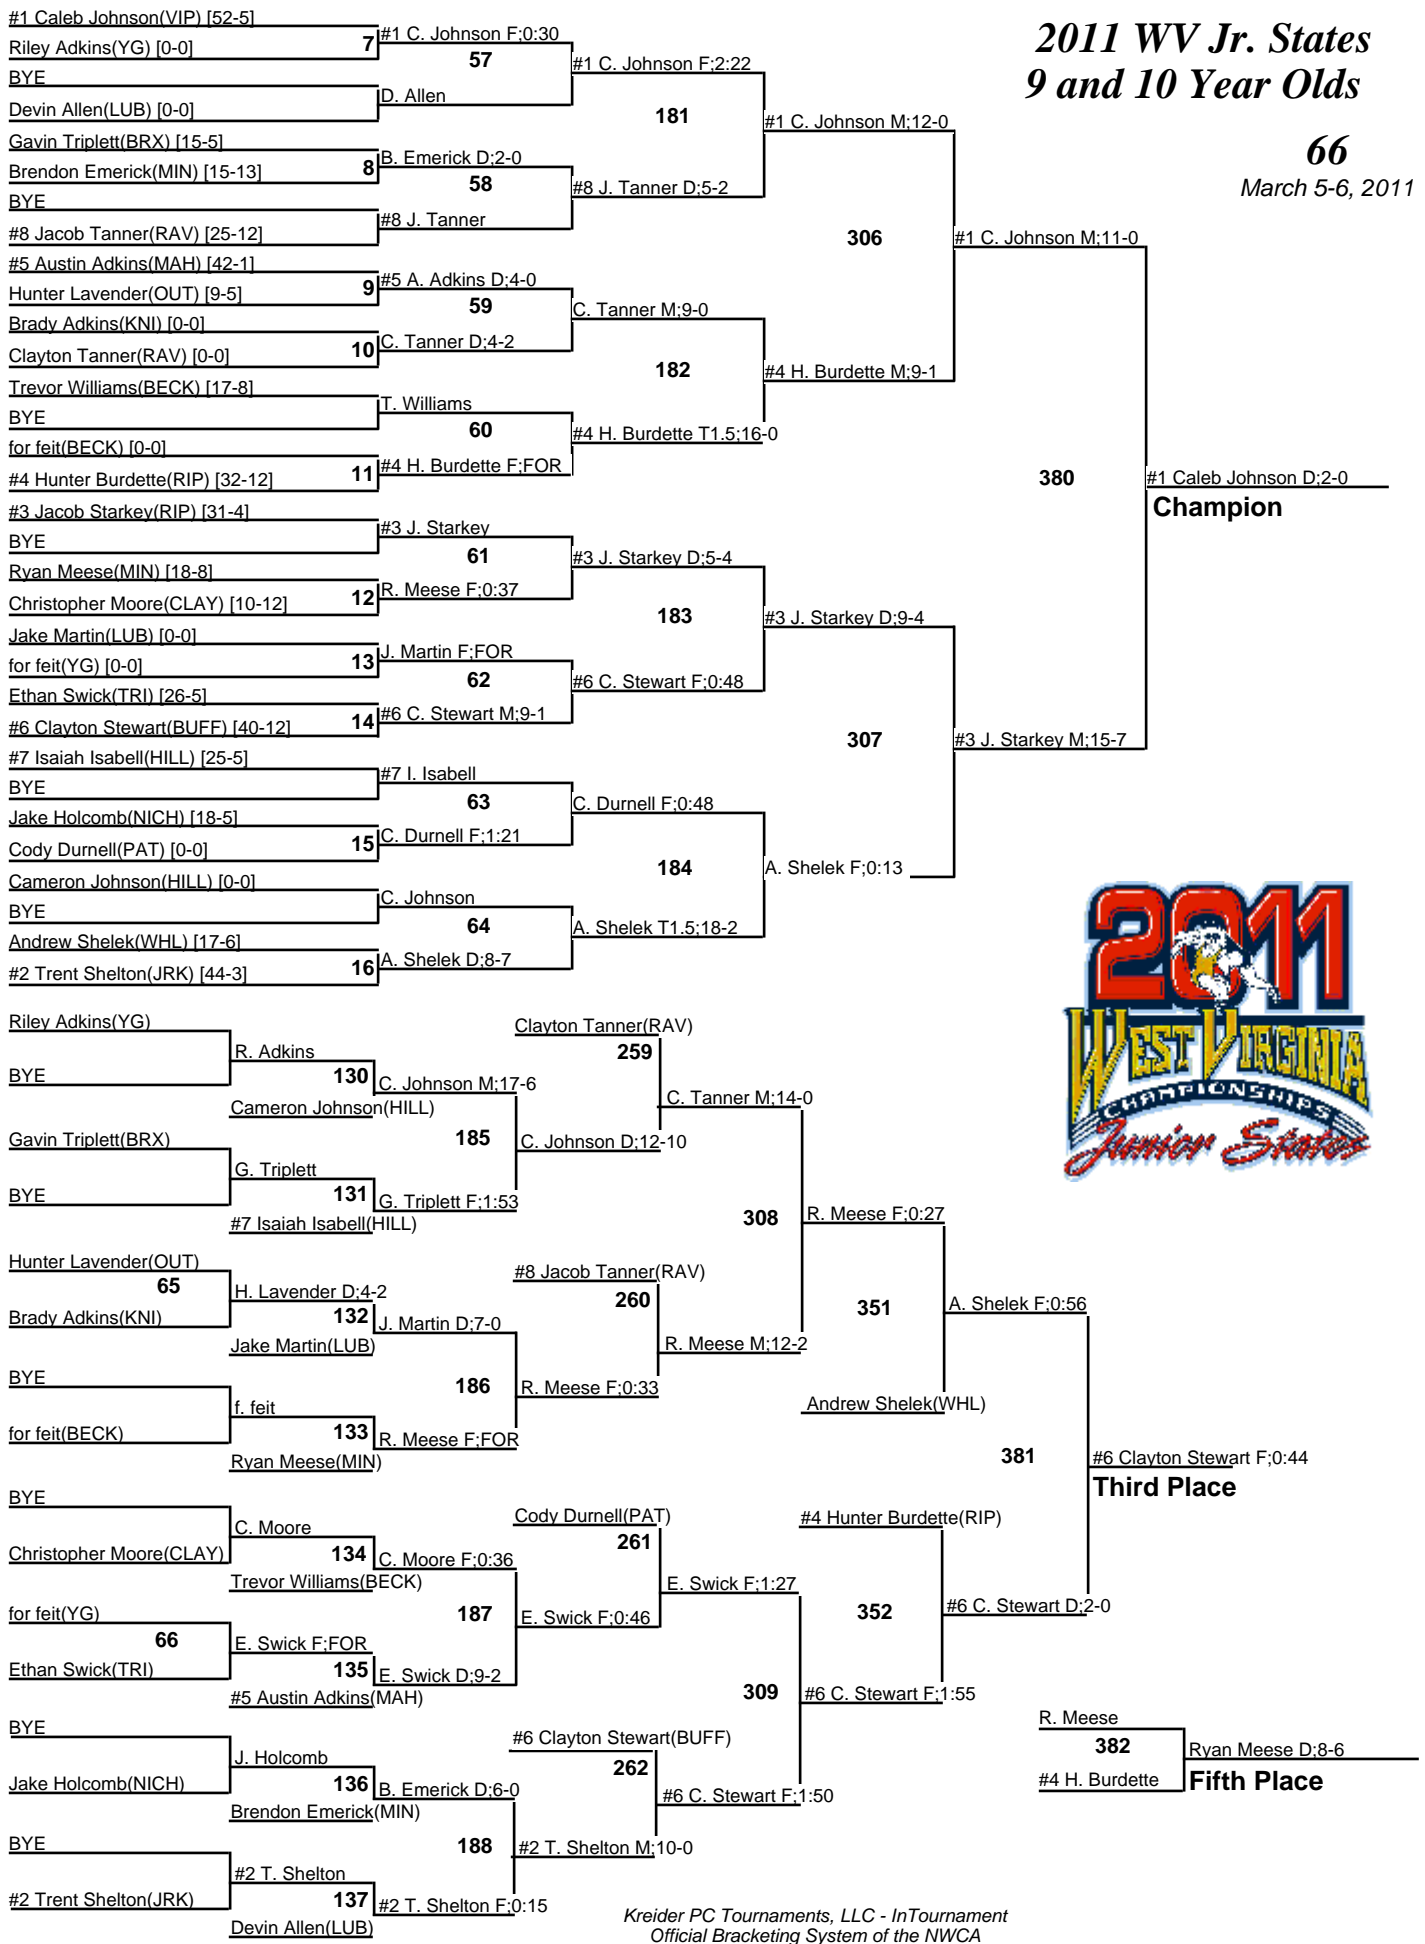 2011 WV Jr. States
9 and 10 Year Olds
66
March 5-6, 2011
#1 Caleb Johnson(VIP) [52-5]
Riley Adkins(YG) [0-0]
BYE
Devin Allen(LUB) [0-0]
Gavin Triplett(BRX) [15-5]
Brendon Emerick(MIN) [15-13]
BYE
#8 Jacob Tanner(RAV) [25-12]
#5 Austin Adkins(MAH) [42-1]
Hunter Lavender(OUT) [9-5]
Brady Adkins(KNI) [0-0]
Clayton Tanner(RAV) [0-0]
Trevor Williams(BECK) [17-8]
BYE
for feit(BECK) [0-0]
#4 Hunter Burdette(RIP) [32-12]
#3 Jacob Starkey(RIP) [31-4]
BYE
Ryan Meese(MIN) [18-8]
Christopher Moore(CLAY) [10-12]
Jake Martin(LUB) [0-0]
for feit(YG) [0-0]
Ethan Swick(TRI) [26-5]
#6 Clayton Stewart(BUFF) [40-12]
#7 Isaiah Isabell(HILL) [25-5]
BYE
Jake Holcomb(NICH) [18-5]
Cody Durnell(PAT) [0-0]
Cameron Johnson(HILL) [0-0]
BYE
Andrew Shelek(WHL) [17-6]
#2 Trent Shelton(JRK) [44-3]
7
8
9
10
11
12
13
14
15
16
#1 C. Johnson F;0:30
57
D. Allen
B. Emerick D;2-0
58
#8 J. Tanner
#5 A. Adkins D;4-0
59
C. Tanner D;4-2
T. Williams
60
#4 H. Burdette F;FOR
#3 J. Starkey
61
R. Meese F;0:37
J. Martin F;FOR
62
#6 C. Stewart M;9-1
#7 I. Isabell
63
C. Durnell F;1:21
C. Johnson
64
A. Shelek D;8-7
#1 C. Johnson F;2:22
181
#8 J. Tanner D;5-2
C. Tanner M;9-0
182
#4 H. Burdette T1.5;16-0
#3 J. Starkey D;5-4
183
#6 C. Stewart F;0:48
C. Durnell F;0:48
184
A. Shelek T1.5;18-2
#1 C. Johnson M;12-0
306
#4 H. Burdette M;9-1
#3 J. Starkey D;9-4
307
A. Shelek F;0:13
#1 C. Johnson M;11-0
380
#3 J. Starkey M;15-7
#1 Caleb Johnson D;2-0
Champion
2011
WEST VIRGINIA
CHAMPIONSHIPS
Junior States
Riley Adkins(YG)
BYE
Gavin Triplett(BRX)
BYE
Hunter Lavender(OUT)
65
Brady Adkins(KNI)
BYE
for feit(BECK)
BYE
Christopher Moore(CLAY)
for feit(YG)
66
Ethan Swick(TRI)
BYE
Jake Holcomb(NICH)
BYE
#2 Trent Shelton(JRK)
R. Adkins
130
Cameron Johnson(HILL)
G. Triplett
131
#7 Isaiah Isabell(HILL)
H. Lavender D;4-2
132
Jake Martin(LUB)
f. feit
133
Ryan Meese(MIN)
C. Moore
134
Trevor Williams(BECK)
E. Swick F;FOR
135
#5 Austin Adkins(MAH)
J. Holcomb
136
Brendon Emerick(MIN)
#2 T. Shelton
137
Devin Allen(LUB)
C. Johnson M;17-6
185
G. Triplett F;1:53
J. Martin D;7-0
186
R. Meese F;FOR
C. Moore F;0:36
187
E. Swick D;9-2
B. Emerick D;6-0
188
#2 T. Shelton F;0:15
Clayton Tanner(RAV)
259
C. Johnson D;12-10
#8 Jacob Tanner(RAV)
260
R. Meese F;0:33
Cody Durnell(PAT)
261
E. Swick F;0:46
#6 Clayton Stewart(BUFF)
262
#2 T. Shelton M;10-0
C. Tanner M;14-0
308
R. Meese M;12-2
E. Swick F;1:27
309
#6 C. Stewart F;1:50
R. Meese F;0:27
351
Andrew Shelek(WHL)
#4 Hunter Burdette(RIP)
352
#6 C. Stewart F;1:55
A. Shelek F;0:56
381
#6 C. Stewart D;2-0
#6 Clayton Stewart F;0:44
Third Place
R. Meese
382
#4 H. Burdette
Ryan Meese D;8-6
Fifth Place
Kreider PC Tournaments, LLC - InTournament
Official Bracketing System of the NWCA